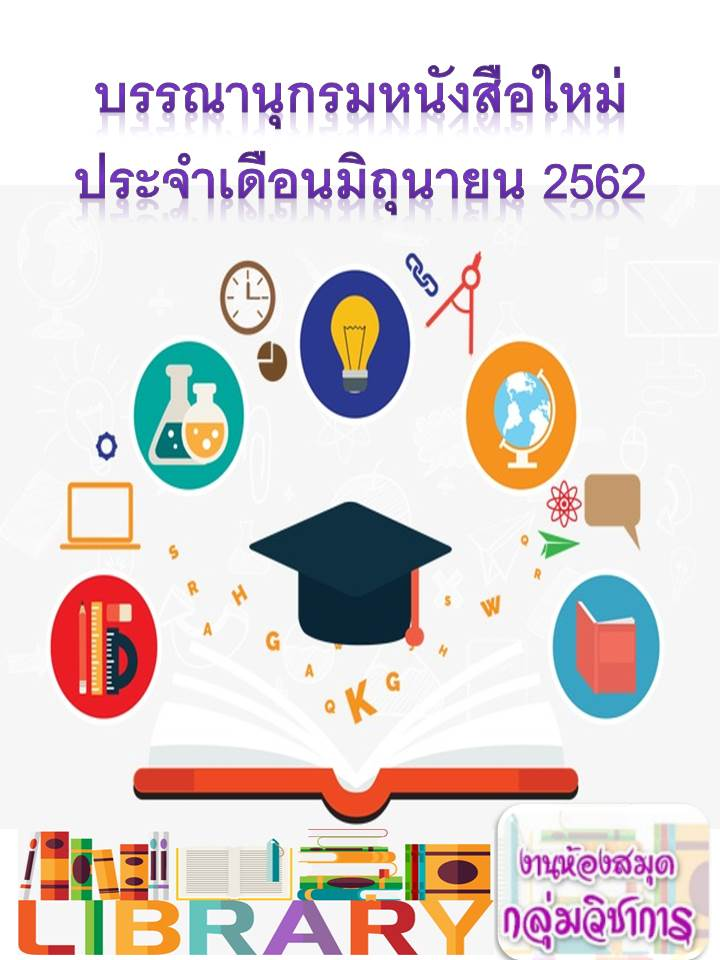 บรรณานุกรมหนังสือใหม่
ประจำเดือนมิถุนายน 2562
S
R
H
A
G
W
A
Q
K
G
S
H
W
Q
R
LIBRARY
งานห้องสมุด
กลุ่มวิชาการ